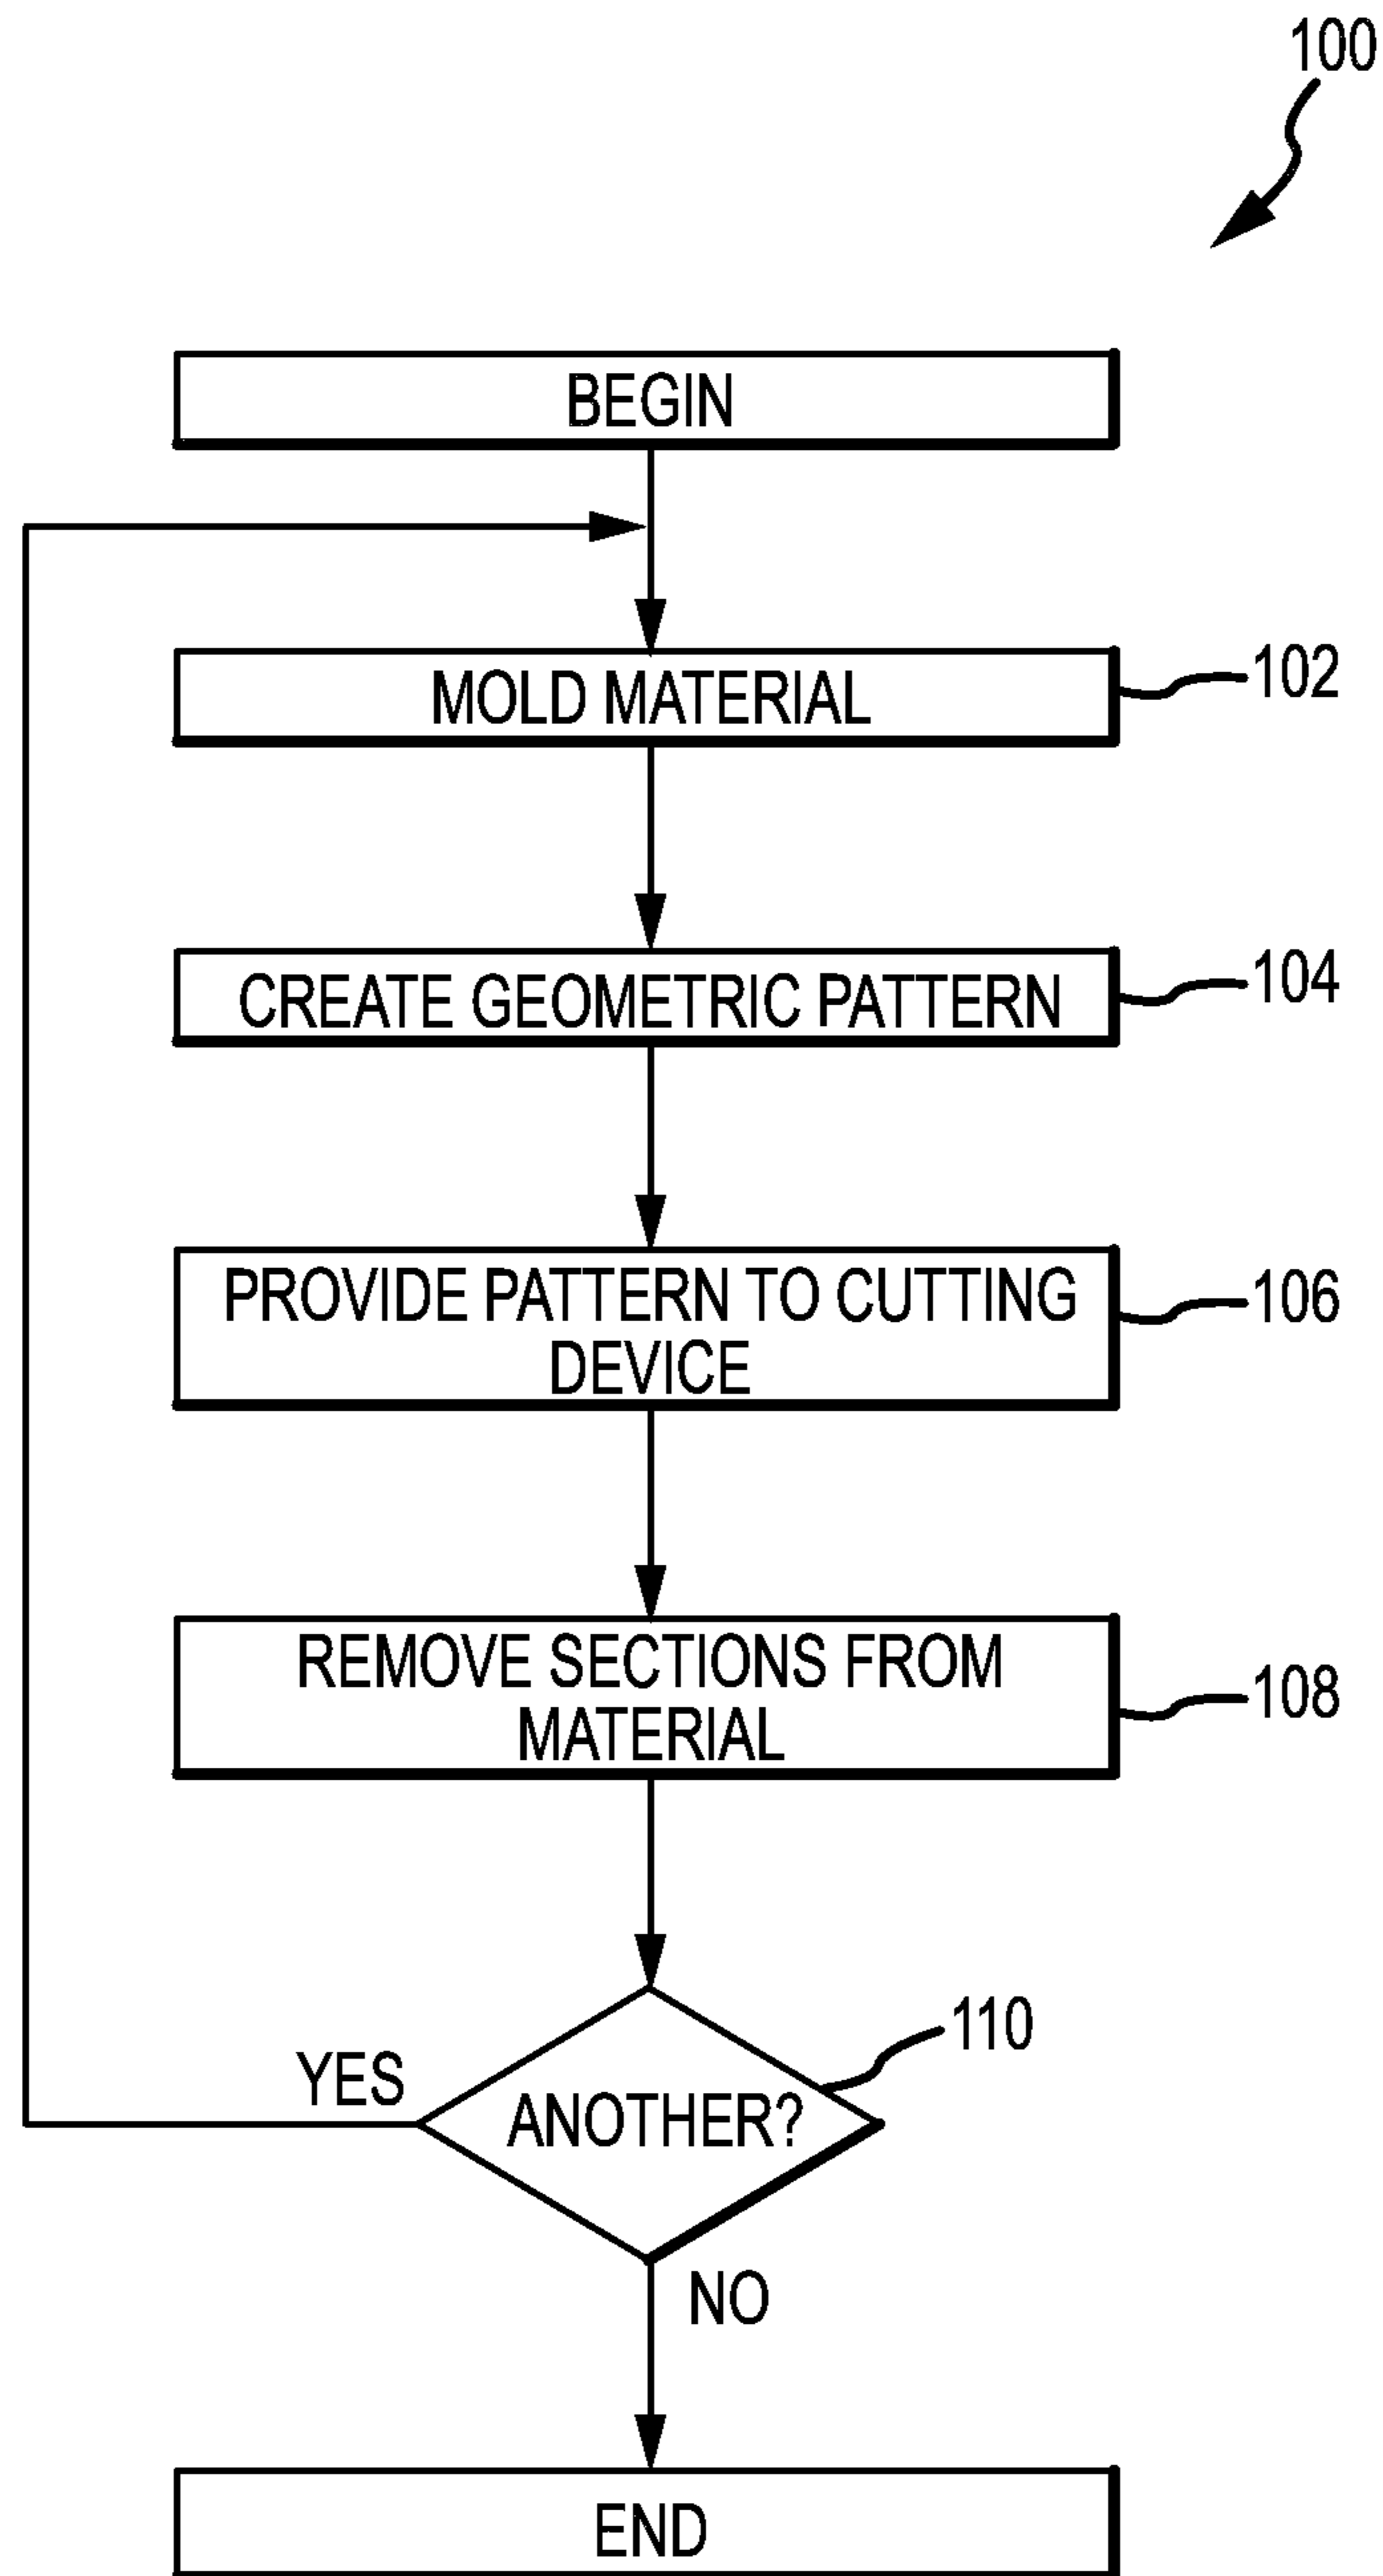 100
BEGIN
MOLD MATERIAL
102
CREATE GEOMETRIC PATTERN
104
PROVIDE PATTERN TO CUTTING
DEVICE
106
REMOVE SECTIONS FROM
MATERIAL
108
110
YES
ANOTHER?
NO
END